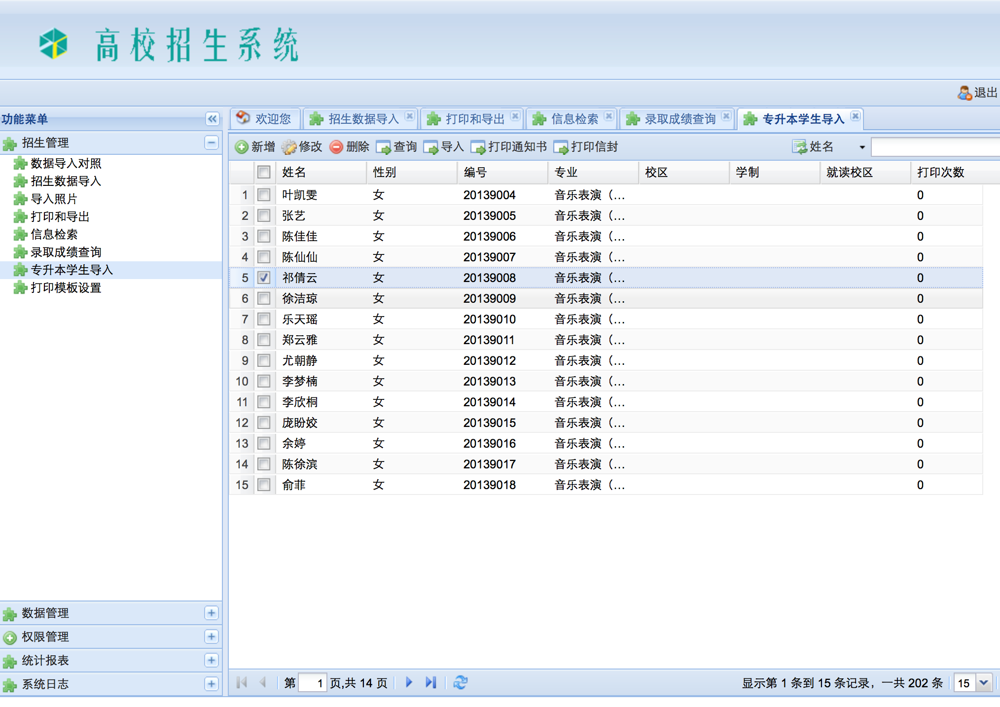 高校招生系统
退出
功能菜单
招生管理
数据导入对照
招生数据导入
导入照片
打印和导出
信息检索
录取成绩查询
专升本学生导入
打印模板设置
数据管理
权限管理
统计报表
系统日志
欢迎您 招生数据导入 打印和导出 信息检索 录取成绩查询 专升本学生导入
新增 修改 删除 查询 导入 打印通知书 打印信封 姓名
姓名 性别 编号 专业 校区 学制 就读校区 打印次数
1 叶凯雯 女 20139004 音乐表演（... 0
2 张艺 女 20139005 音乐表演（... 0
3 陈佳佳 女 20139006 音乐表演（... 0
4 陈仙仙 女 20139007 音乐表演（... 0
5 祁倩云 女 20139008 音乐表演（... 0
6 徐洁琼 女 20139009 音乐表演（... 0
7 乐天瑶 女 20139010 音乐表演（... 0
8 郑云雅 女 20139011 音乐表演（... 0
9 尤朝静 女 20139012 音乐表演（... 0
10 李梦楠 女 20139013 音乐表演（... 0
11 李欣桐 女 20139014 音乐表演（... 0
12 庞盼姣 女 20139015 音乐表演（... 0
13 余婷 女 20139016 音乐表演（... 0
14 陈徐滨 女 20139017 音乐表演（... 0
15 俞菲 女 20139018 音乐表演（... 0
第 1 页,共 14 页 显示第 1 条到 15 条记录，一共 202 条 15